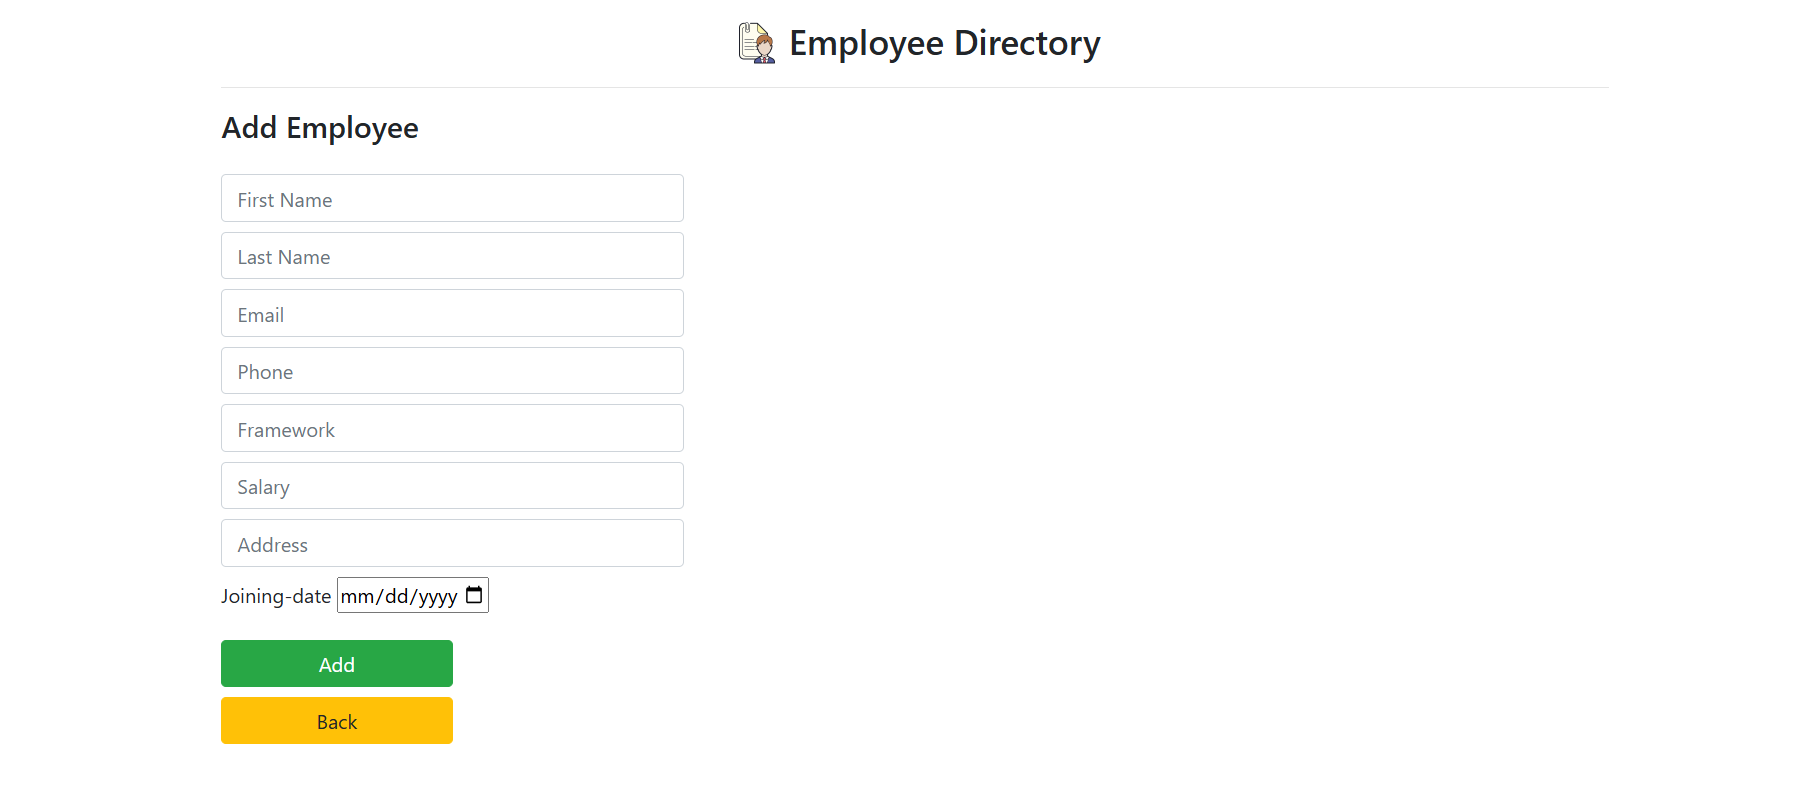 Employee Directory
Add Employee
First Name
Last Name
Email
Phone
Framework
Salary
Address
Joining-date mm/dd/yyyy
Add
Back